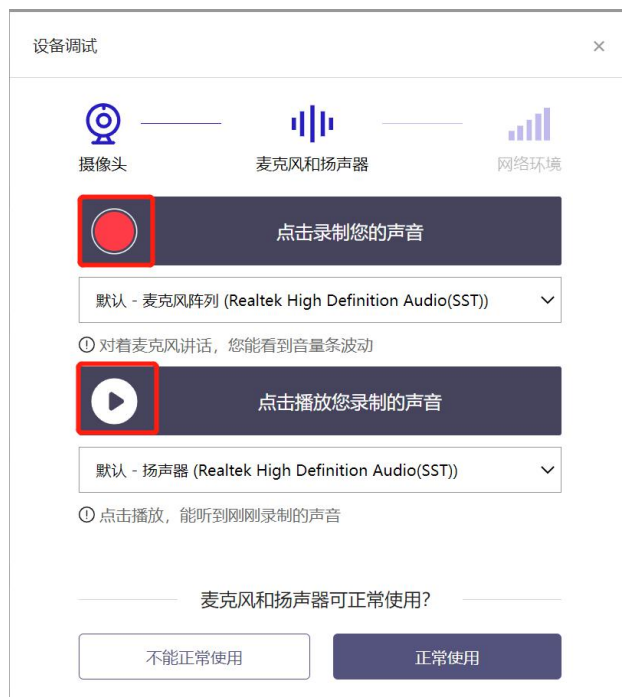 设备调试
摄像头
麦克风和扬声器
网络环境
点击录制您的声音
默认 - 麦克风阵列 (Realtek High Definition Audio(SST))
对着麦克风讲话，您能看到音量条波动
点击播放您录制的声音
默认 - 扬声器 (Realtek High Definition Audio(SST))
点击播放，能听到刚刚录制的声音
麦克风和扬声器可正常使用?
不能正常使用
正常使用